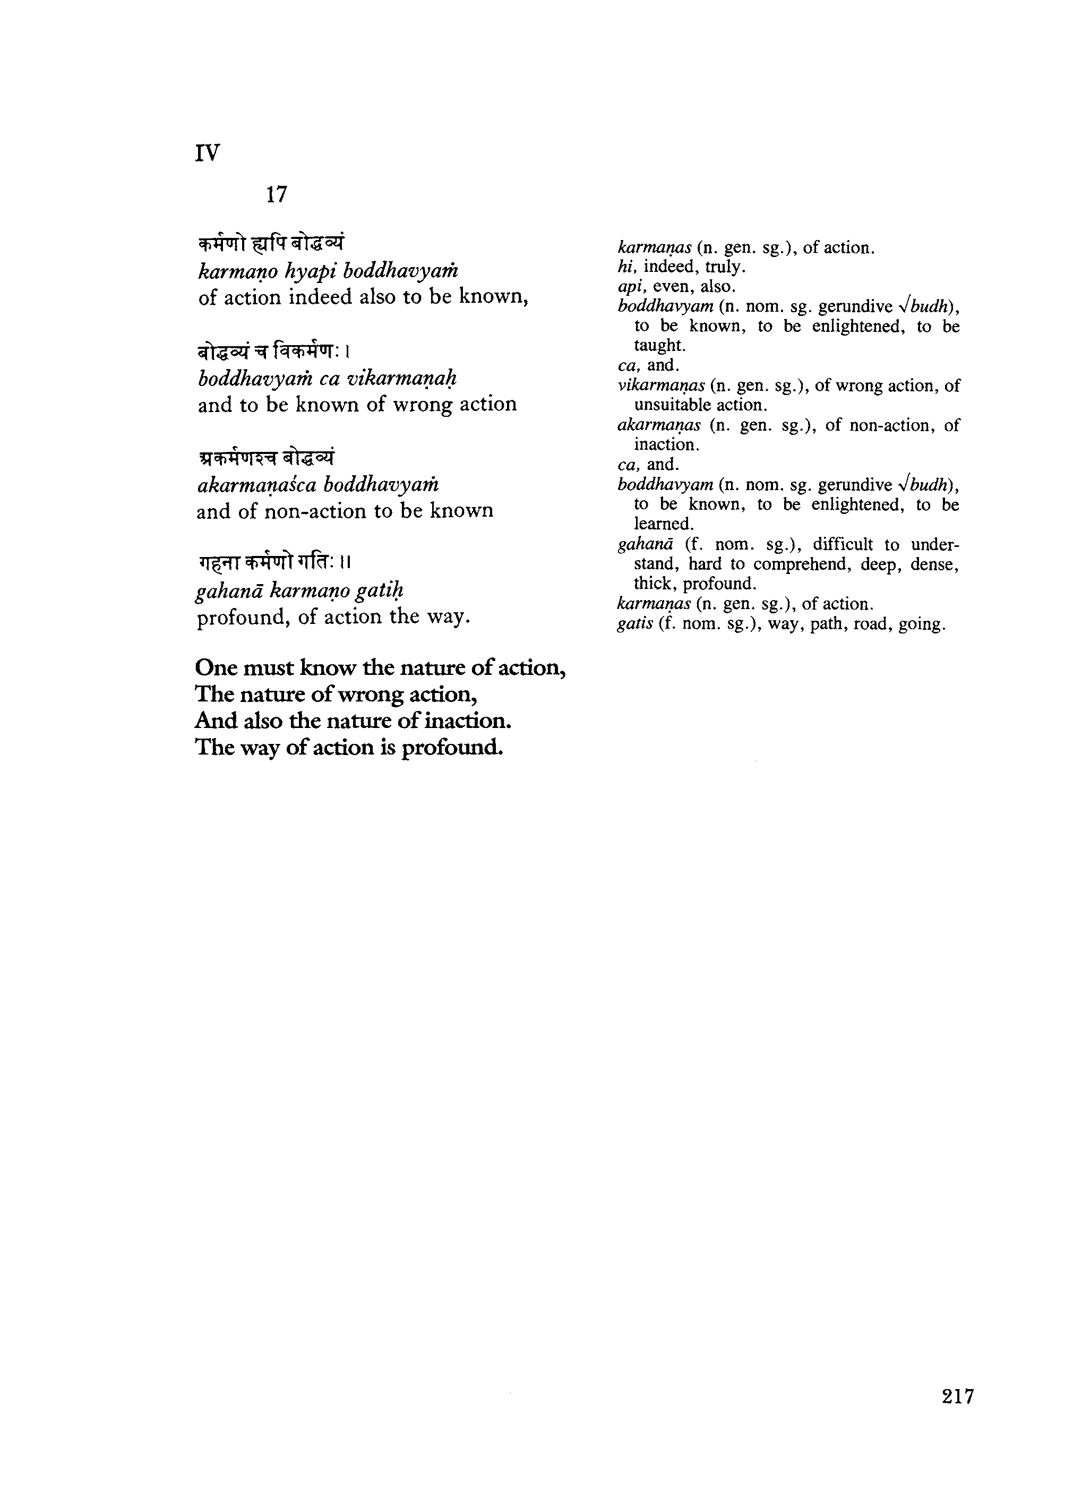 IV
17
कर्मणो ह्यपि बोद्धव्यं
karmaṇo hyapi boddhavyaṁ
of action indeed also to be known,
बोद्धव्यं च विकर्मणः ।
boddhavyaṁ ca vikarmaṇaḥ
and to be known of wrong action
अकर्मणश्च बोद्धव्यं
akarmaṇaśca boddhavyaṁ
and of non-action to be known
गहना कर्मणो गतिः ॥
gahanā karmaṇo gatiḥ
profound, of action the way.
One must know the nature of action,
The nature of wrong action,
And also the nature of inaction.
The way of action is profound.
karmaṇas (n. gen. sg.), of action.
hi, indeed, truly.
api, even, also.
boddhavyam (n. nom. sg. gerundive √budh),
to be known, to be enlightened, to be
taught.
ca, and.
vikarmaṇas (n. gen. sg.), of wrong action, of
unsuitable action.
akarmaṇas (n. gen. sg.), of non-action, of
inaction.
ca, and.
boddhavyam (n. nom. sg. gerundive √budh),
to be known, to be enlightened, to be
learned.
gahanā (f. nom. sg.), difficult to under-
stand, hard to comprehend, deep, dense,
thick, profound.
karmaṇas (n. gen. sg.), of action.
gatis (f. nom. sg.), way, path, road, going.
217